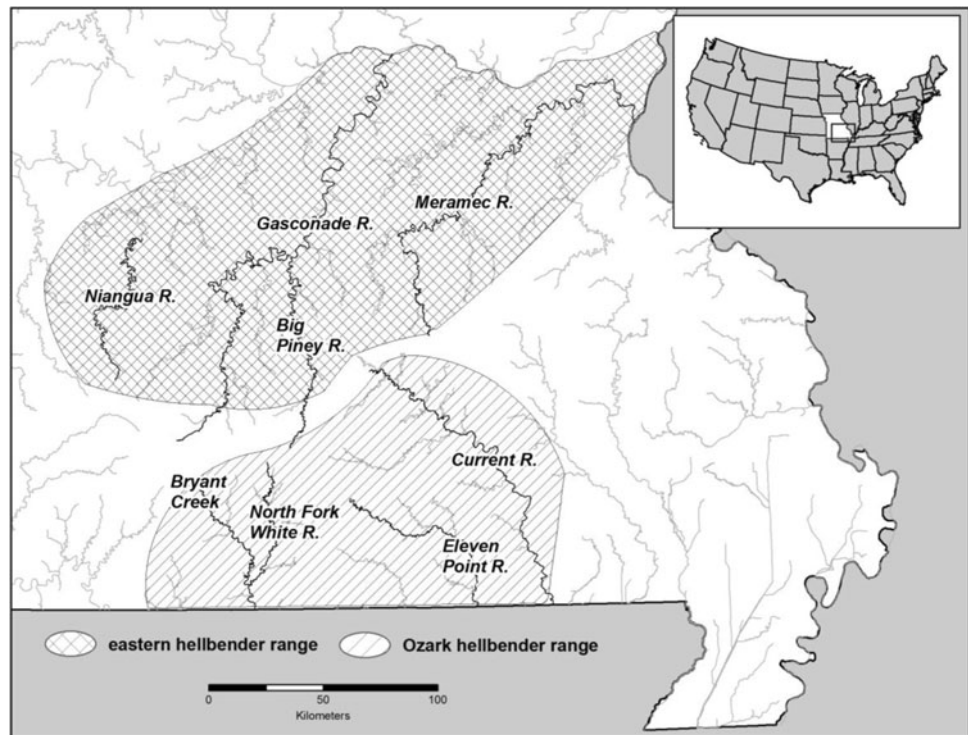 Gasconade R.
Meramec R.
Niangua R.
Big
Piney R.
Current R.
Bryant
Creek
North Fork
White R.
Eleven
Point R.
eastern hellbender range
Ozark hellbender range
0
50
100
Kilometers